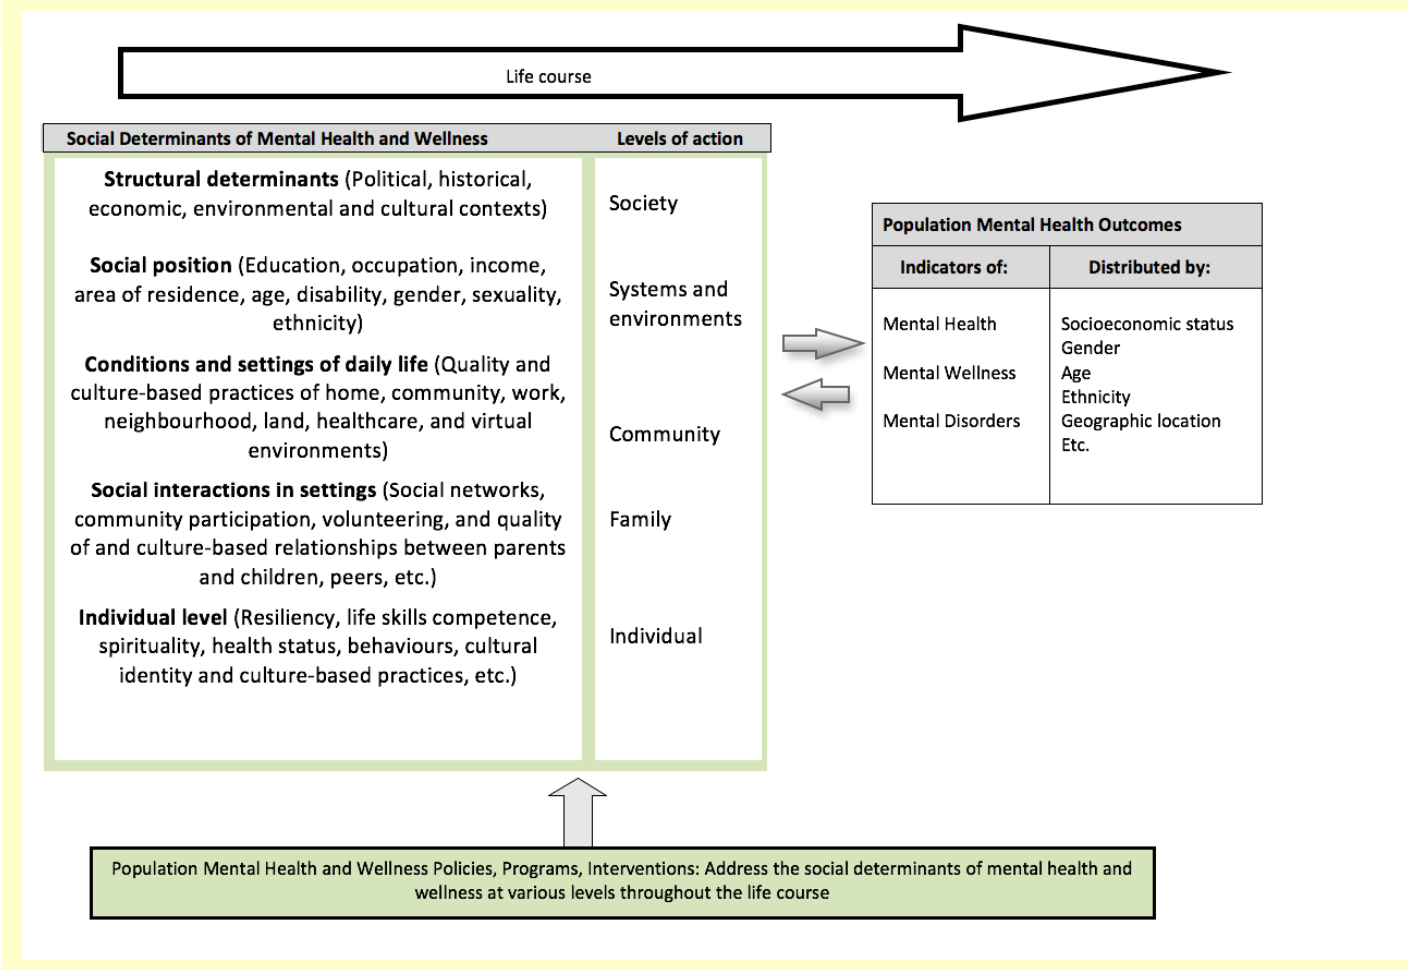 Life course
Social Determinants of Mental Health and Wellness
Levels of action
Structural determinants (Political, historical,
economic, environmental and cultural contexts)
Society
Social position (Education, occupation, income,
area of residence, age, disability, gender, sexuality,
ethnicity)
Systems and
environments
Conditions and settings of daily life (Quality and
culture-based practices of home, community, work,
neighbourhood, land, healthcare, and virtual
environments)
Community
Social interactions in settings (Social networks,
community participation, volunteering, and quality
of and culture-based relationships between parents
and children, peers, etc.)
Family
Individual level (Resiliency, life skills competence,
spirituality, health status, behaviours, cultural
identity and culture-based practices, etc.)
Individual
Population Mental Health Outcomes
Indicators of:
Distributed by:
Mental Health
Mental Wellness
Mental Disorders
Socioeconomic status
Gender
Age
Ethnicity
Geographic location
Etc.
Population Mental Health and Wellness Policies, Programs, Interventions: Address the social determinants of mental health and
wellness at various levels throughout the life course